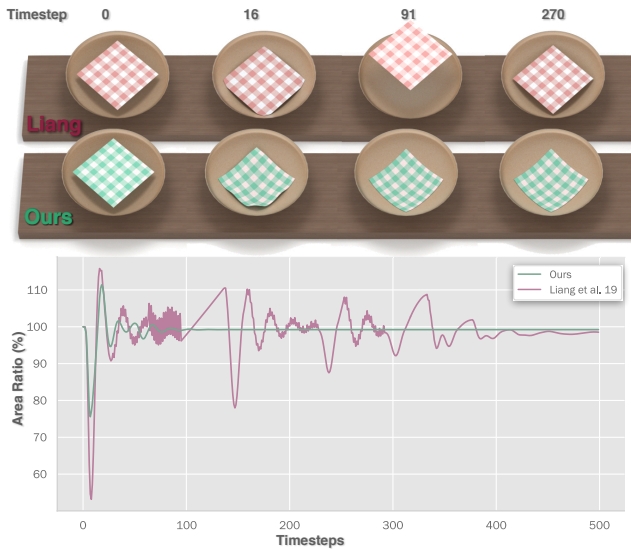 Timestep 0 16 91 270
Liang
Ours
Ours
Liang et al. 19
110
100
90
80
70
60
Area Ratio (%)
0 100 200 300 400 500
Timesteps